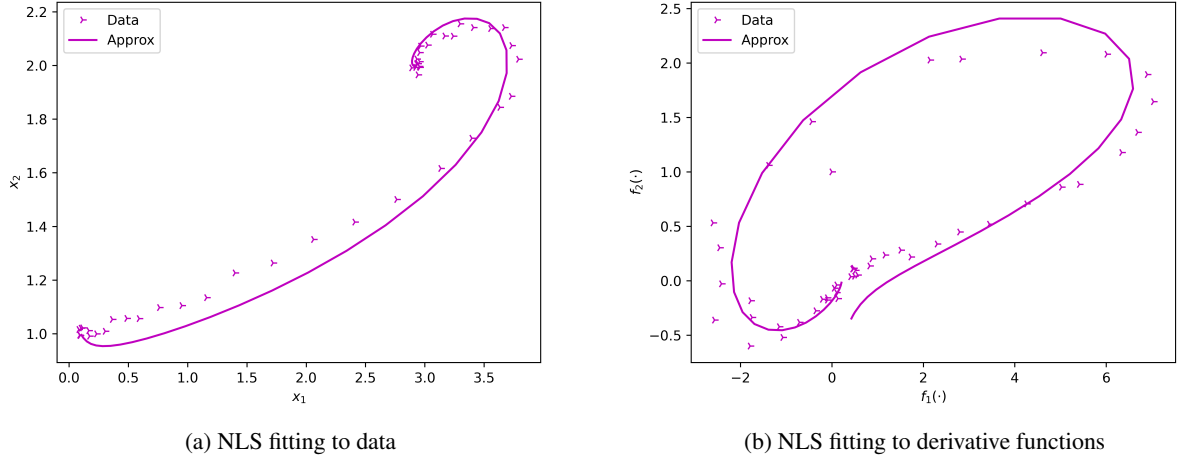 Data
Approx
2.2
2.0
1.8
1.6
1.4
1.2
1.0
x₂
0.0 0.5 1.0 1.5 2.0 2.5 3.0 3.5
x₁
(a) NLS fitting to data
Data
Approx
2.5
2.0
1.5
1.0
0.5
0.0
−0.5
f₂(·)
−2 0 2 4 6
f₁(·)
(b) NLS fitting to derivative functions